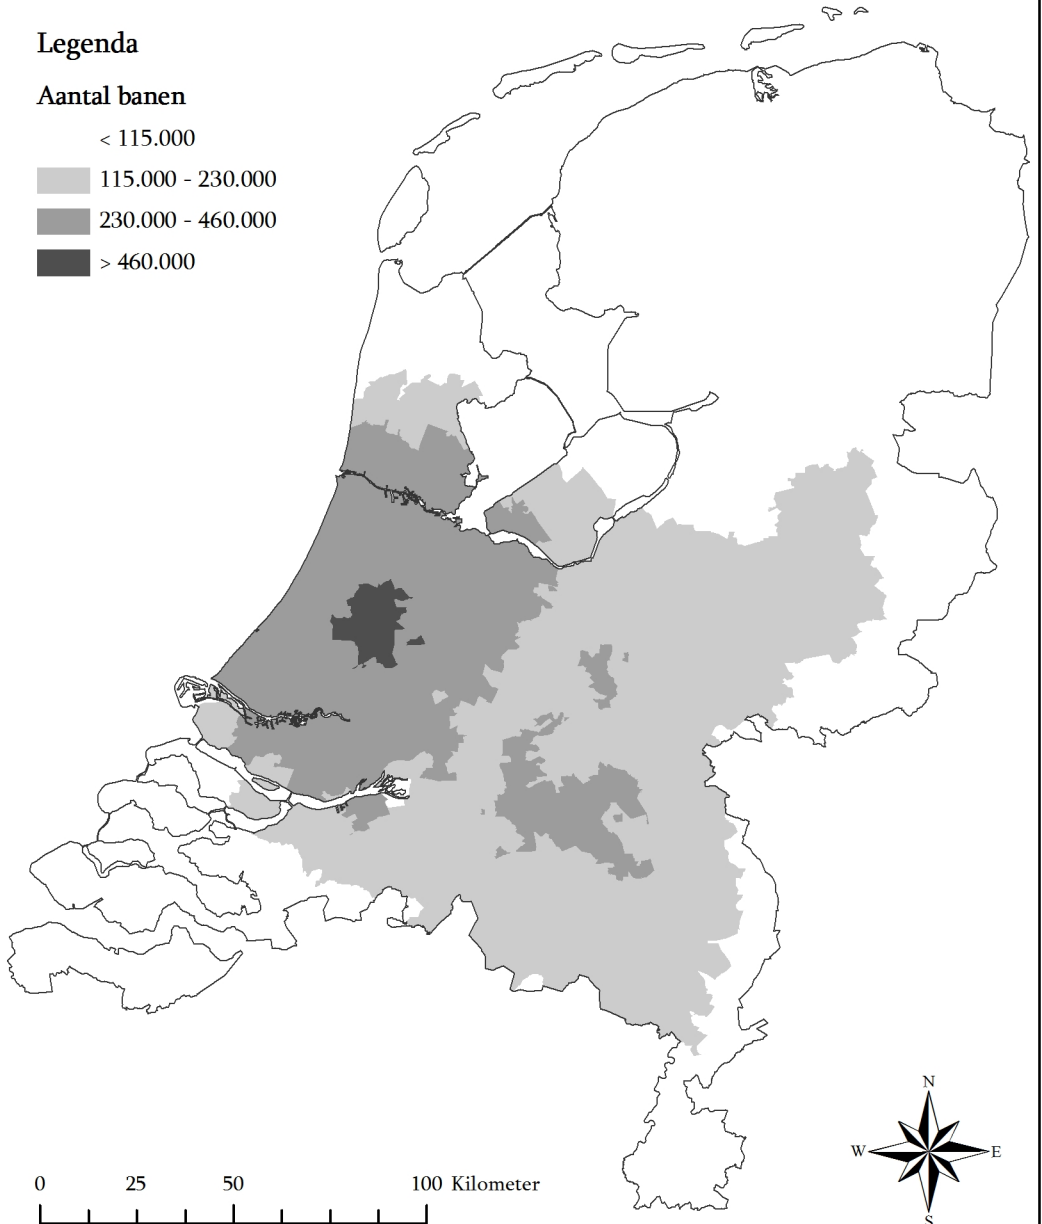 Legenda
Aantal banen
< 115.000
115.000 - 230.000
230.000 - 460.000
> 460.000
N
W E
S
0 25 50 100 Kilometer